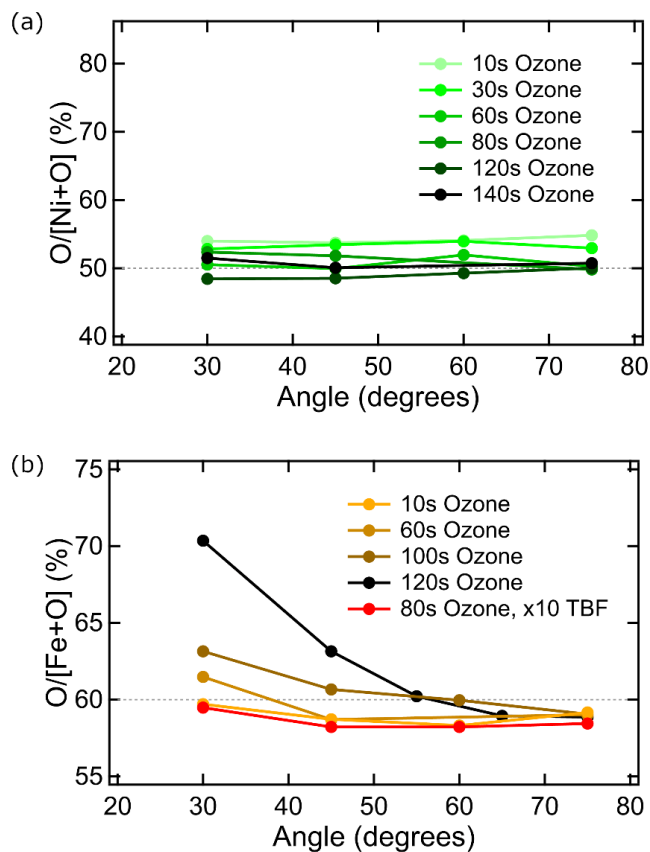 (a)
80
70
60
50
40
O/[Ni+O] (%)
10s Ozone
30s Ozone
60s Ozone
80s Ozone
120s Ozone
140s Ozone
20 30 40 50 60 70 80
Angle (degrees)
(b)
75
70
65
60
55
O/[Fe+O] (%)
10s Ozone
60s Ozone
100s Ozone
120s Ozone
80s Ozone, x10 TBF
20 30 40 50 60 70 80
Angle (degrees)